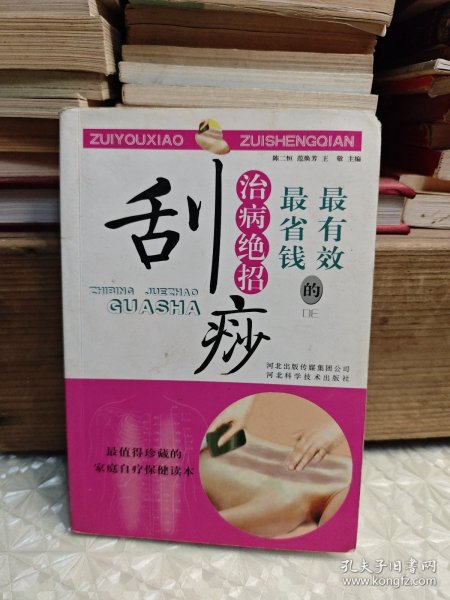 ZUIYOUXIAO ZUISHENGQIAN
陈二恒 范焕芳 王敬 主编
最有效
最省钱
的
DE
治病绝招
刮痧
ZHIBING JUEZHAO
GUASHA
河北出版传媒集团公司
河北科学技术出版社
最值得珍藏的
家庭自疗保健读本
孔夫子旧书网
www.kongfz.com